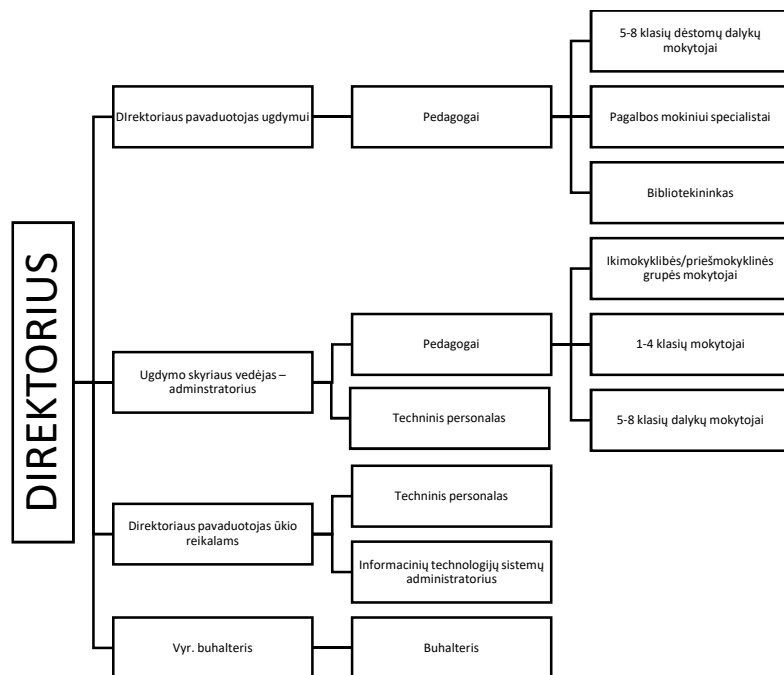 DIREKTORIUS
DIrektoriaus pavaduotojas ugdymui
Pedagogai
5-8 klasių dėstomų dalykų
mokytojai
Pagalbos mokiniui specialistai
Bibliotekininkas
Ugdymo skyriaus vedėjas –
adminstratorius
Pedagogai
Ikimokyklibės/priešmokyklinės
grupės mokytojai
1-4 klasių mokytojai
5-8 klasių dalykų mokytojai
Techninis personalas
Direktoriaus pavaduotojas ūkio
reikalams
Techninis personalas
Informacinių technologijų sistemų
administratorius
Vyr. buhalteris
Buhalteris